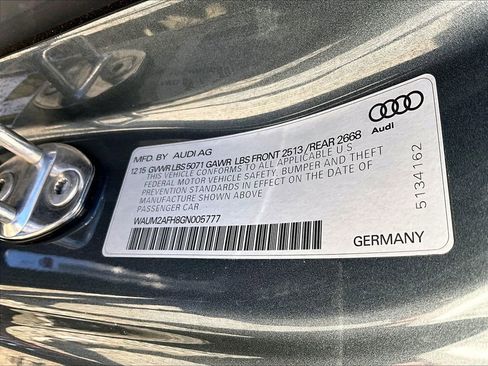 MFD. BY AUDI AG
12 15 GVWR LBS 5071 GAWR LBS FRONT 2513 /REAR 2668
THIS VEHICLE CONFORMS TO ALL APPLICABLE U S
FEDERAL MOTOR VEHICLE SAFETY, BUMPER AND THEFT
PREVENTION STANDARDS IN EFFECT ON THE DATE OF
MANUFACTURE SHOWN ABOVE
PASSENGER CAR
WAUM2AFH8GN005777
Audi
5134162
GERMANY